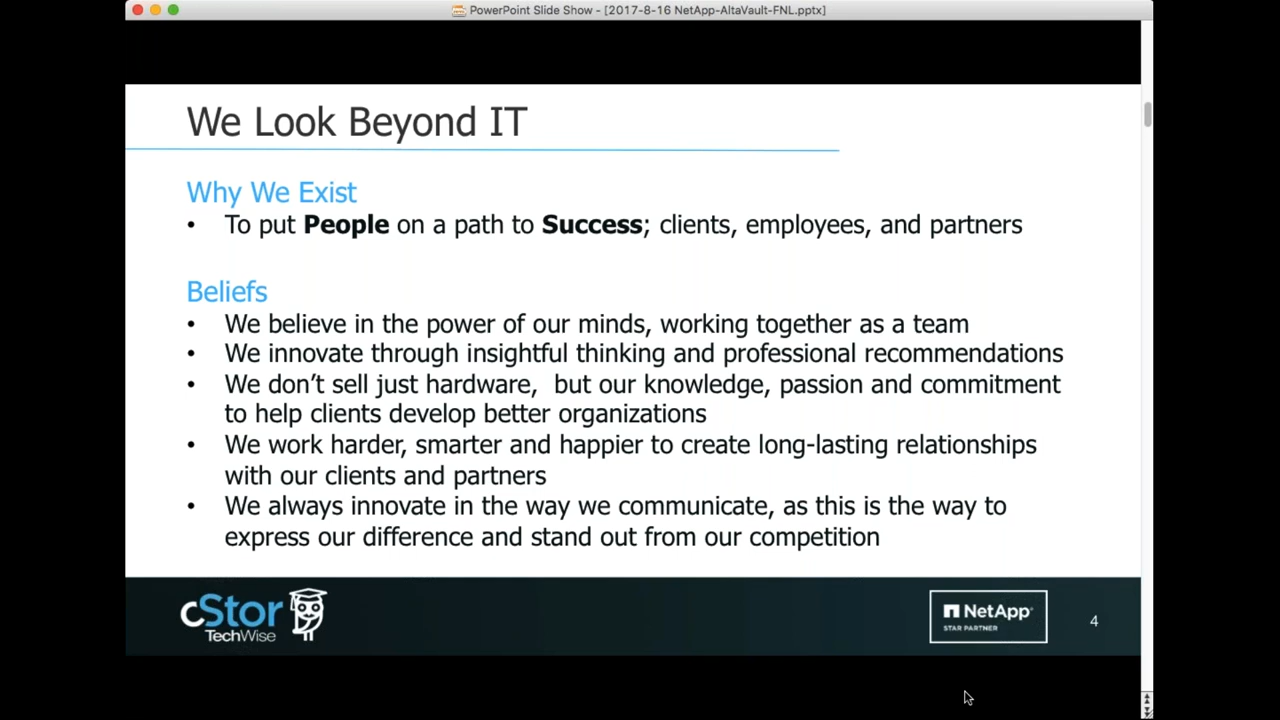 PowerPoint Slide Show - [2017-8-16 NetApp-AltaVault-FNL.pptx]
We Look Beyond IT
Why We Exist
• To put People on a path to Success; clients, employees, and partners
Beliefs
• We believe in the power of our minds, working together as a team
• We innovate through insightful thinking and professional recommendations
• We don’t sell just hardware,  but our knowledge, passion and commitment
to help clients develop better organizations
• We work harder, smarter and happier to create long-lasting relationships
with our clients and partners
• We always innovate in the way we communicate, as this is the way to
express our difference and stand out from our competition
cStor
TechWise
NetApp
STAR PARTNER
4